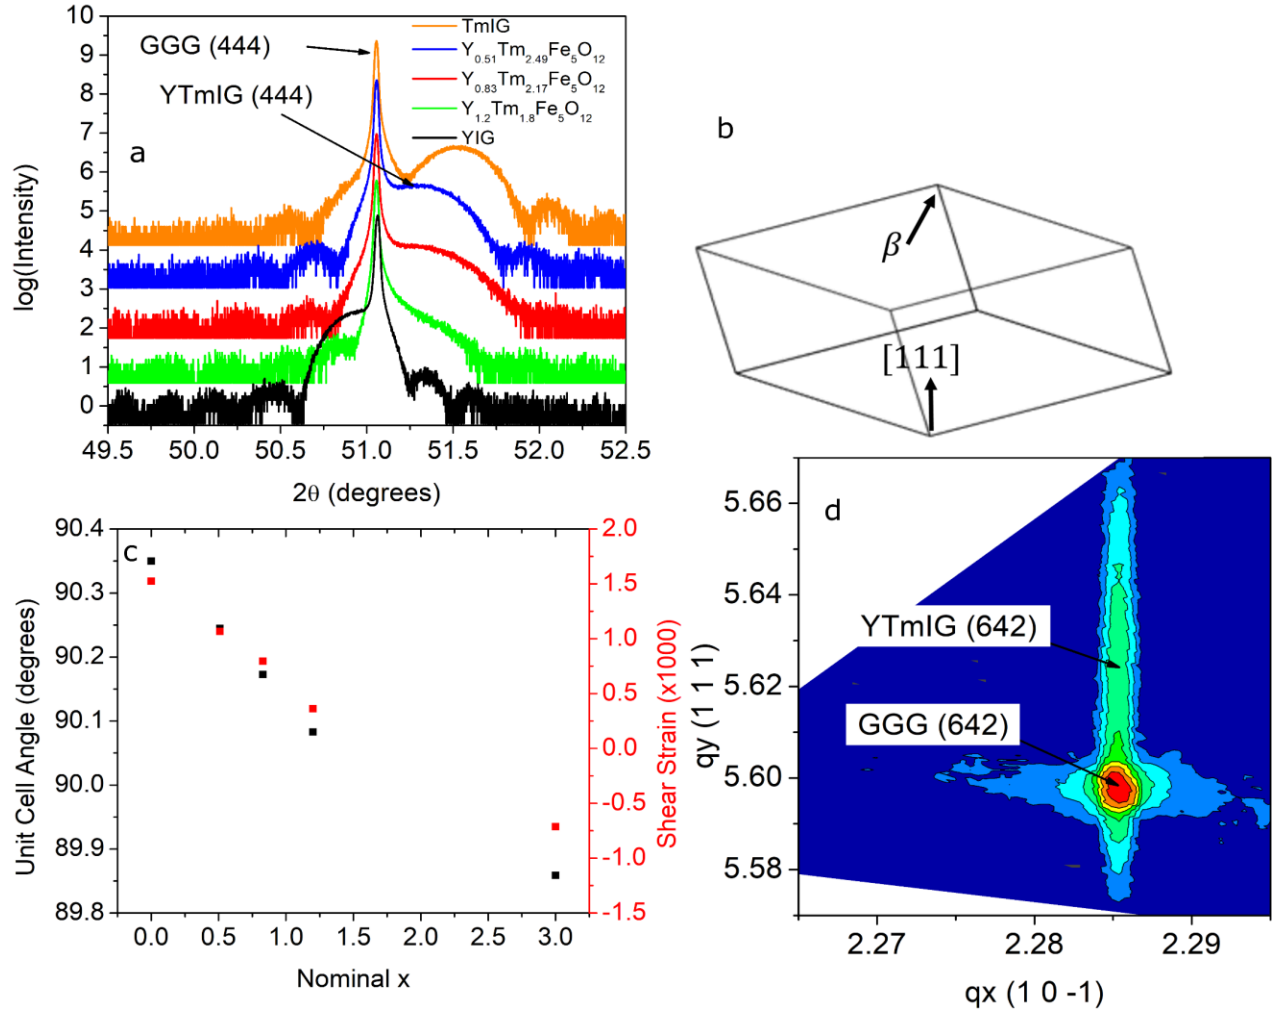 10
9
8
7
6
5
4
3
2
1
0
log(Intensity)
GGG (444)
YTmIG (444)
a
TmIG
Y0.51Tm2.49Fe5O12
Y0.83Tm2.17Fe5O12
Y1.2Tm1.8Fe5O12
YIG
49.5 50.0 50.5 51.0 51.5 52.0 52.5
2θ (degrees)
b
β
[111]
90.4
90.3
90.2
90.1
90.0
89.9
89.8
Unit Cell Angle (degrees)
c
2.0
1.5
1.0
0.5
0.0
-0.5
-1.0
-1.5
Shear Strain (x1000)
0.0 0.5 1.0 1.5 2.0 2.5 3.0
Nominal x
5.66
5.64
5.62
5.60
5.58
qy (1 1 1)
d
YTmIG (642)
GGG (642)
2.27 2.28 2.29
qx (1 0 -1)